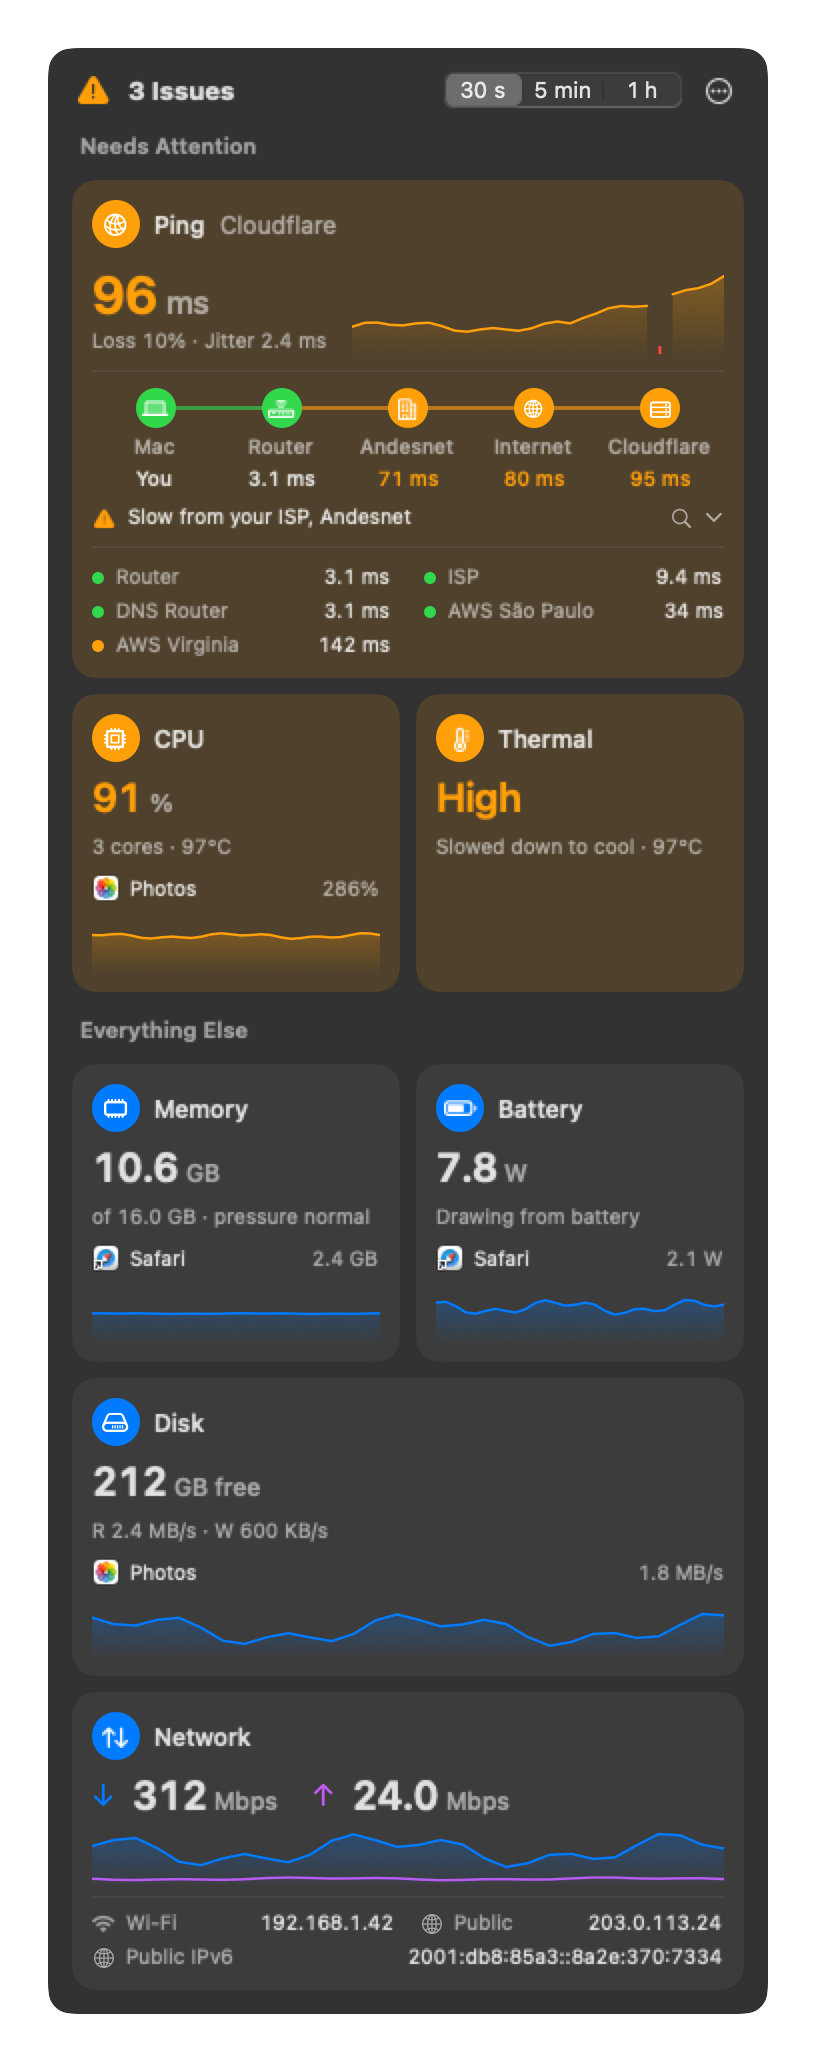 3 Issues
30 s 5 min 1 h
Needs Attention
Ping Cloudflare
96 ms
Loss 10% · Jitter 2.4 ms
Mac Router Andesnet Internet Cloudflare
You 3.1 ms 71 ms 80 ms 95 ms
Slow from your ISP, Andesnet
Router 3.1 ms ISP 9.4 ms
DNS Router 3.1 ms AWS São Paulo 34 ms
AWS Virginia 142 ms
CPU
91 %
3 cores · 97°C
Photos 286%
Thermal
High
Slowed down to cool · 97°C
Everything Else
Memory
10.6 GB
of 16.0 GB · pressure normal
Safari 2.4 GB
Battery
7.8 W
Drawing from battery
Safari 2.1 W
Disk
212 GB free
R 2.4 MB/s · W 600 KB/s
Photos 1.8 MB/s
Network
↓ 312 Mbps ↑ 24.0 Mbps
Wi-Fi 192.168.1.42 Public 203.0.113.24
Public IPv6 2001:db8:85a3::8a2e:370:7334